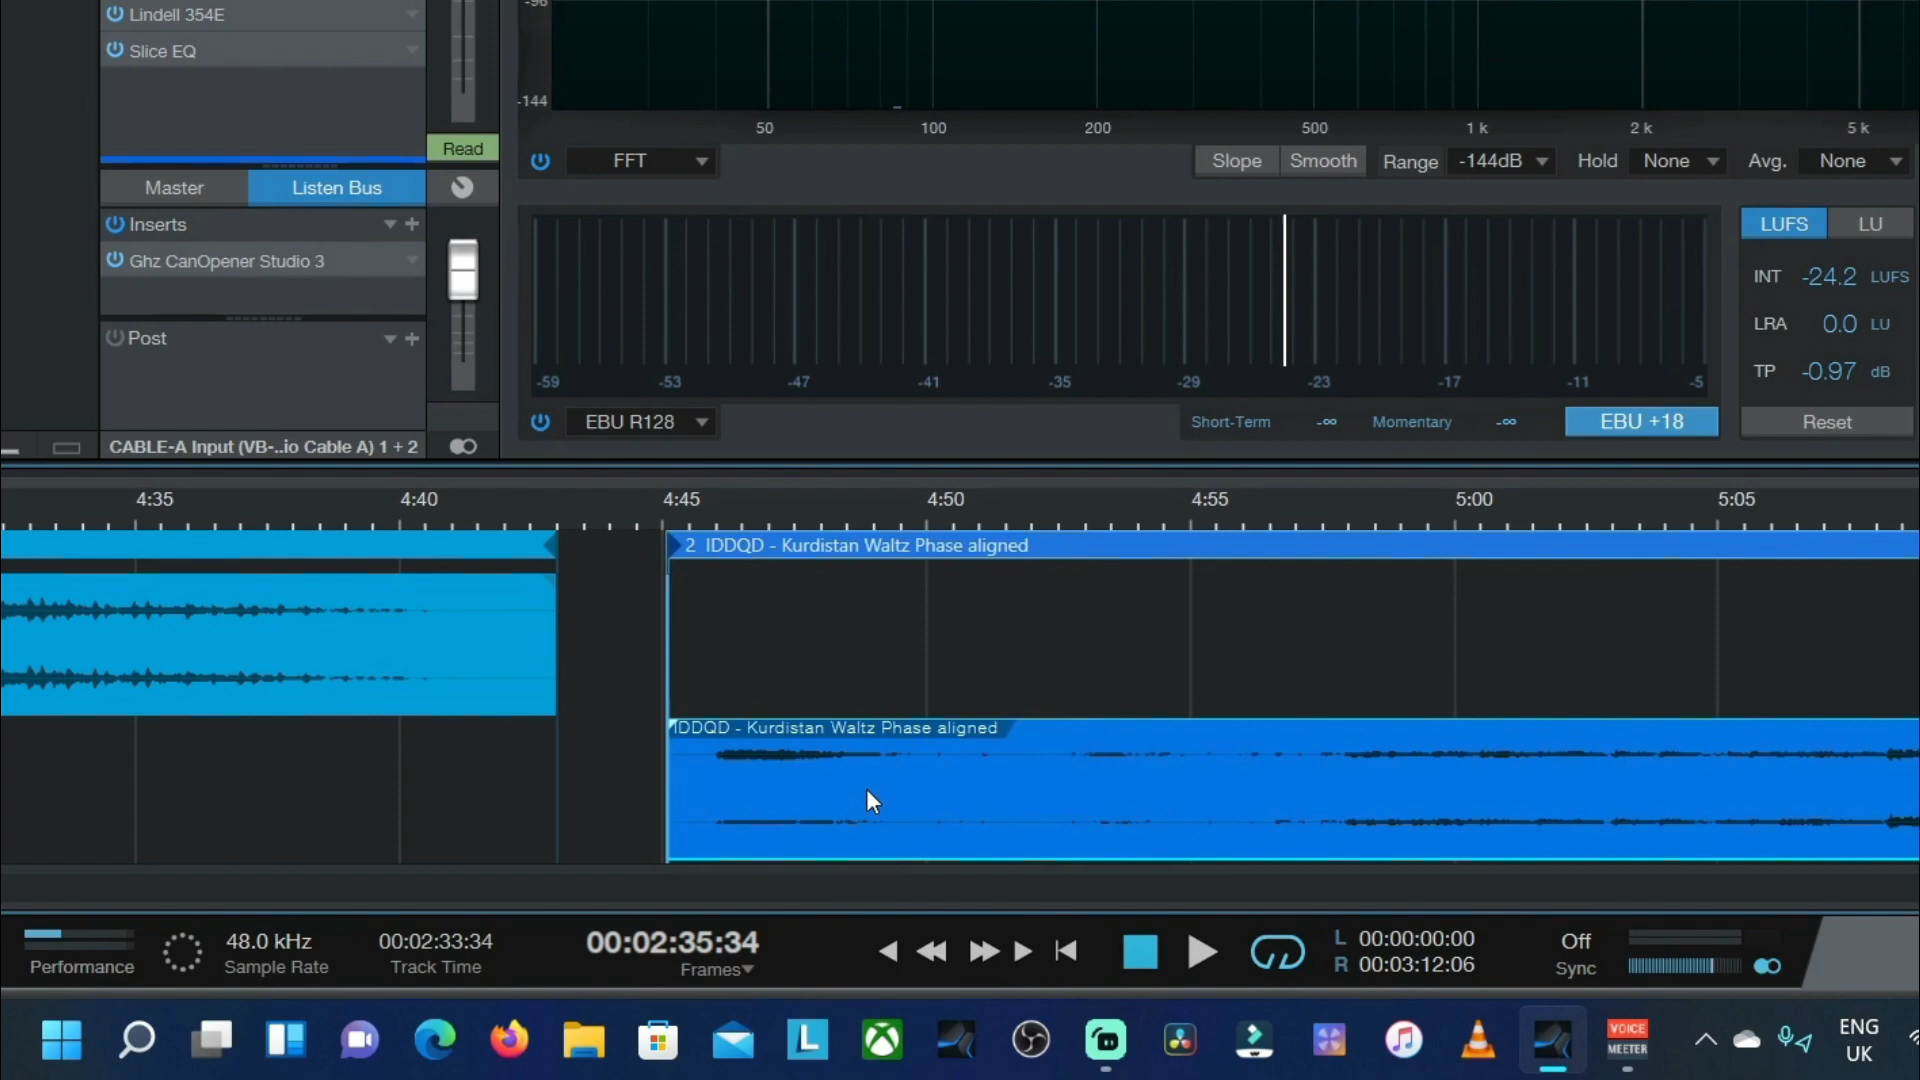 Lindell 354E
Slice EQ
-96
-144
50 100 200 500 1 k 2 k 5 k
Read
FFT Slope Smooth Range -144dB Hold None Avg. None
Master Listen Bus
Inserts
Ghz CanOpener Studio 3
Post
CABLE-A Input (VB-..io Cable A) 1 + 2
-59 -53 -47 -41 -35 -29 -23 -17 -11 -5
EBU R128 Short-Term -∞ Momentary -∞ EBU +18
LUFS LU
INT -24.2 LUFS
LRA 0.0 LU
TP -0.97 dB
Reset
4:35 4:40 4:45 4:50 4:55 5:00 5:05
2 IDDQD - Kurdistan Waltz Phase aligned
IDDQD - Kurdistan Waltz Phase aligned
Performance
48.0 kHz
Sample Rate
00:02:33:34
Track Time
00:02:35:34
Frames
L 00:00:00:00
R 00:03:12:06
Off
Sync
L
VOICE
MEETER
ENG
UK